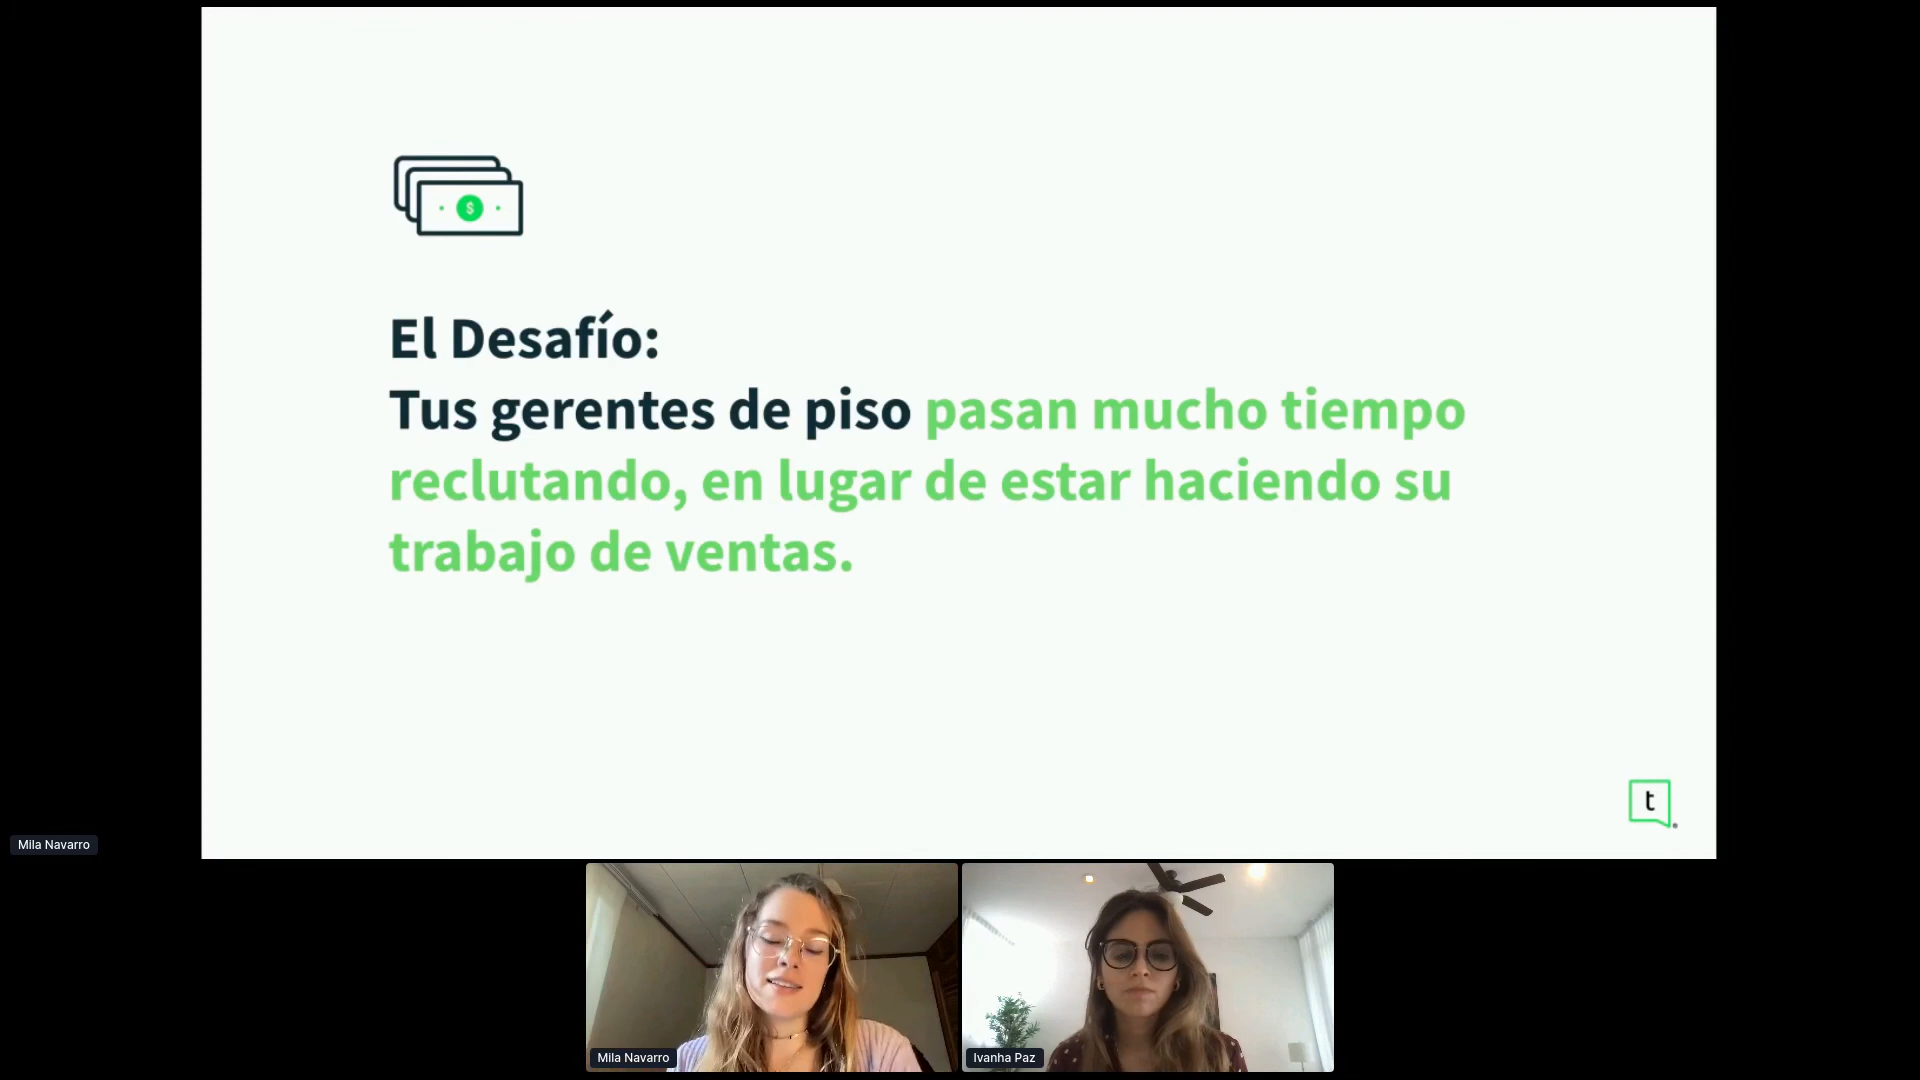 $
El Desafío:
Tus gerentes de piso pasan mucho tiempo
reclutando, en lugar de estar haciendo su
trabajo de ventas.
t
Mila Navarro
Mila Navarro
Ivanha Paz